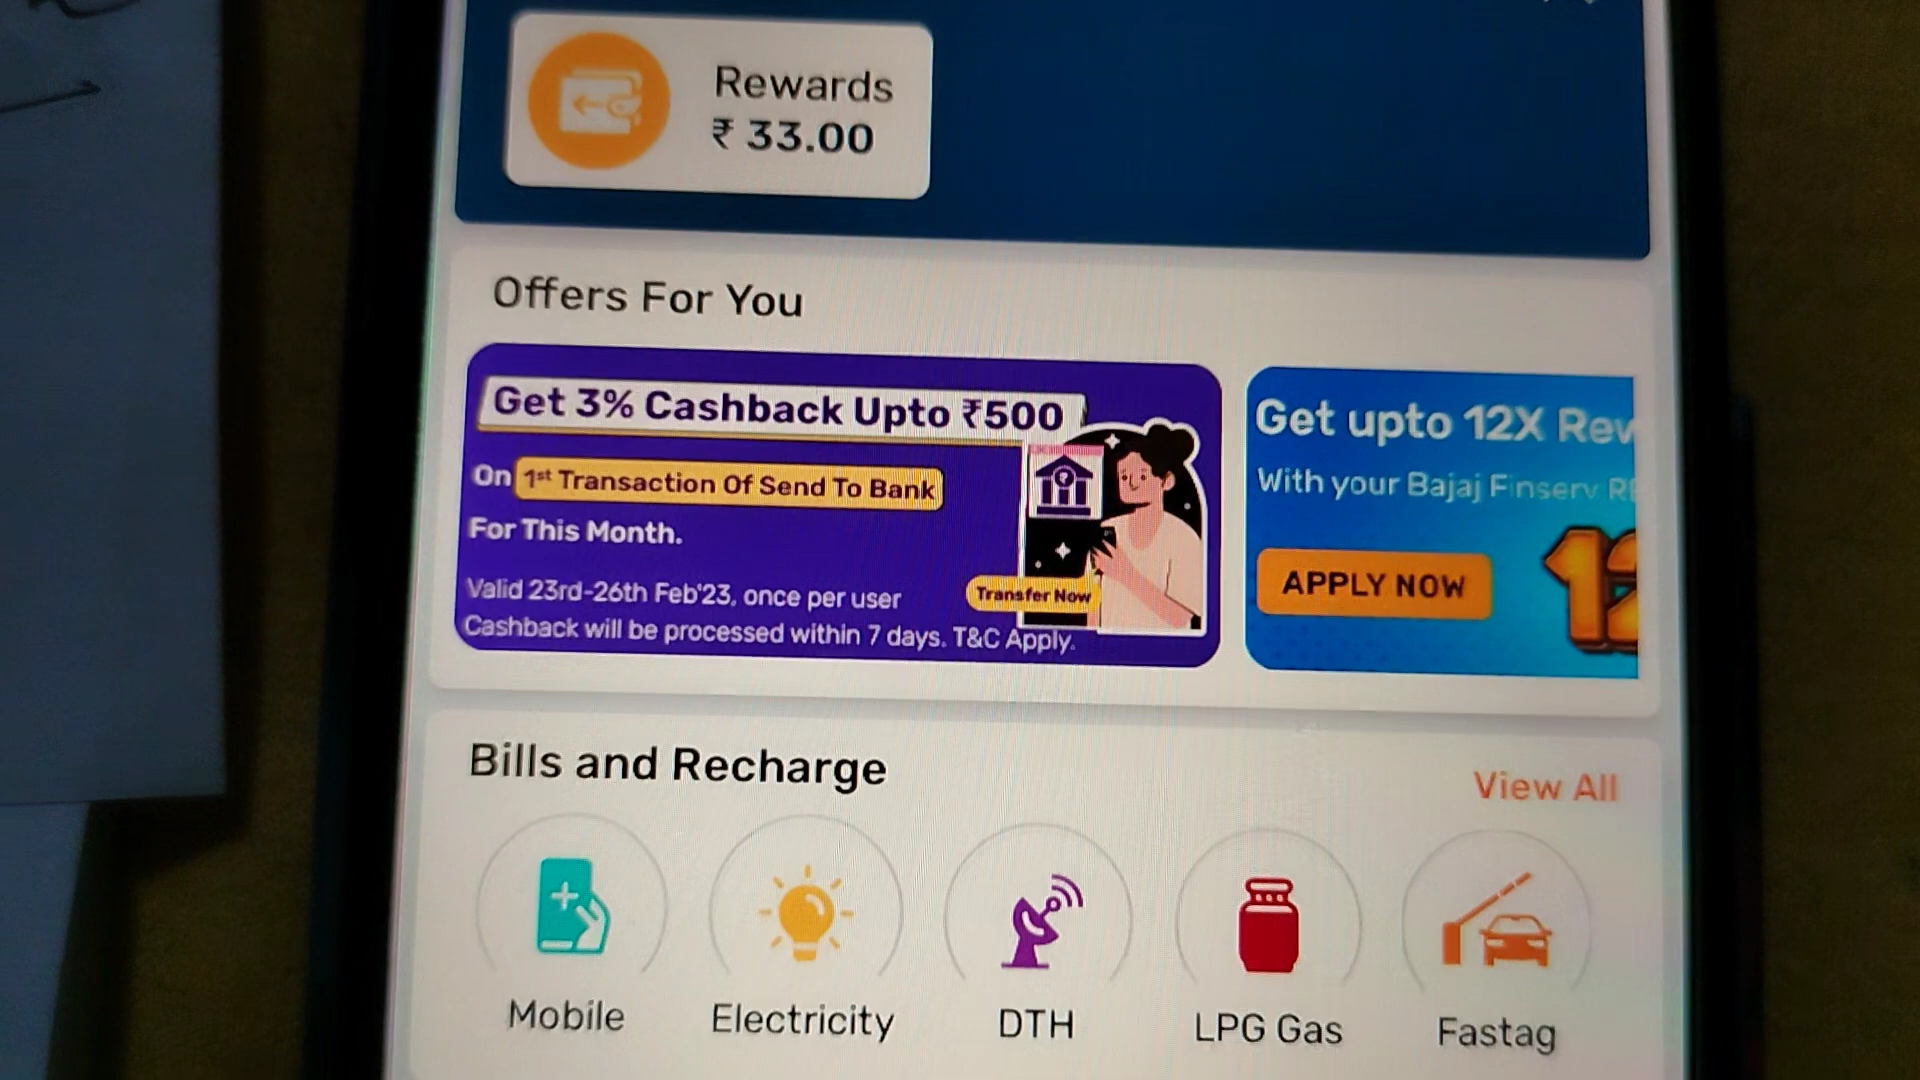 Rewards
₹ 33.00
Offers For You
Get 3% Cashback Upto ₹500
On 1st Transaction Of Send To Bank
For This Month.
Valid 23rd-26th Feb'23, once per user
Transfer Now
Cashback will be processed within 7 days. T&C Apply.
Get upto 12X
With your Bajaj Finserv
APPLY NOW
12
Bills and Recharge
View All
Mobile
Electricity
DTH
LPG Gas
Fastag